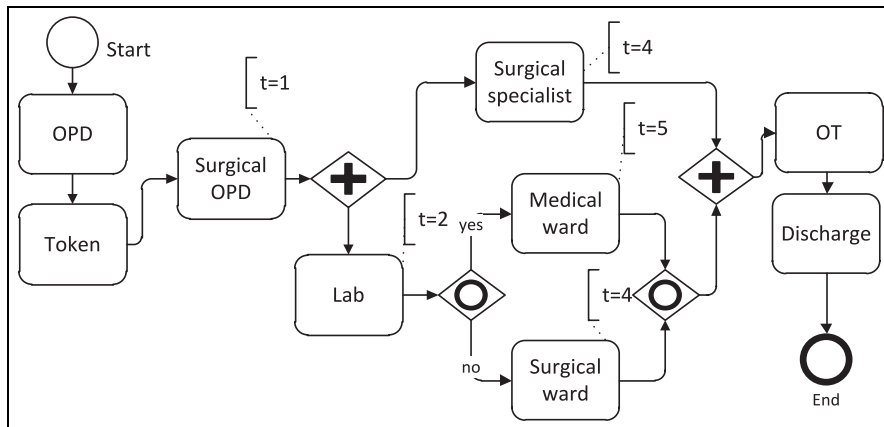 Start
OPD
Token
t=1
Surgical
OPD
t=4
Surgical
specialist
t=2
Lab
yes
no
t=5
Medical
ward
t=4
Surgical
ward
OT
Discharge
End